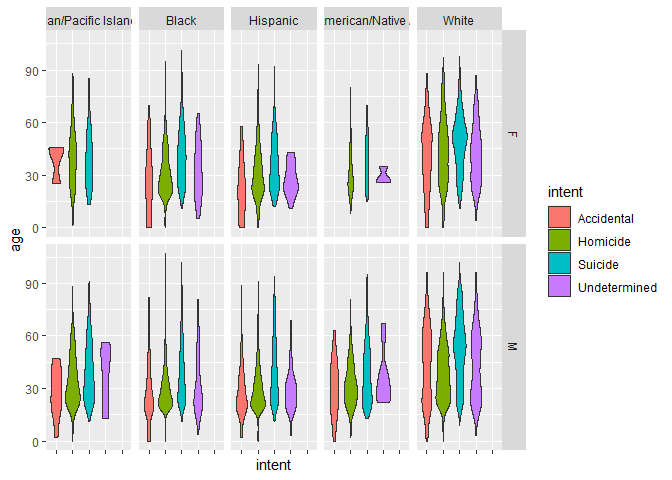 an/Pacific Islan
Black
Hispanic
merican/Native
White
90
60
30
0
F
90
60
30
0
M
age
intent
intent
Accidental
Homicide
Suicide
Undetermined